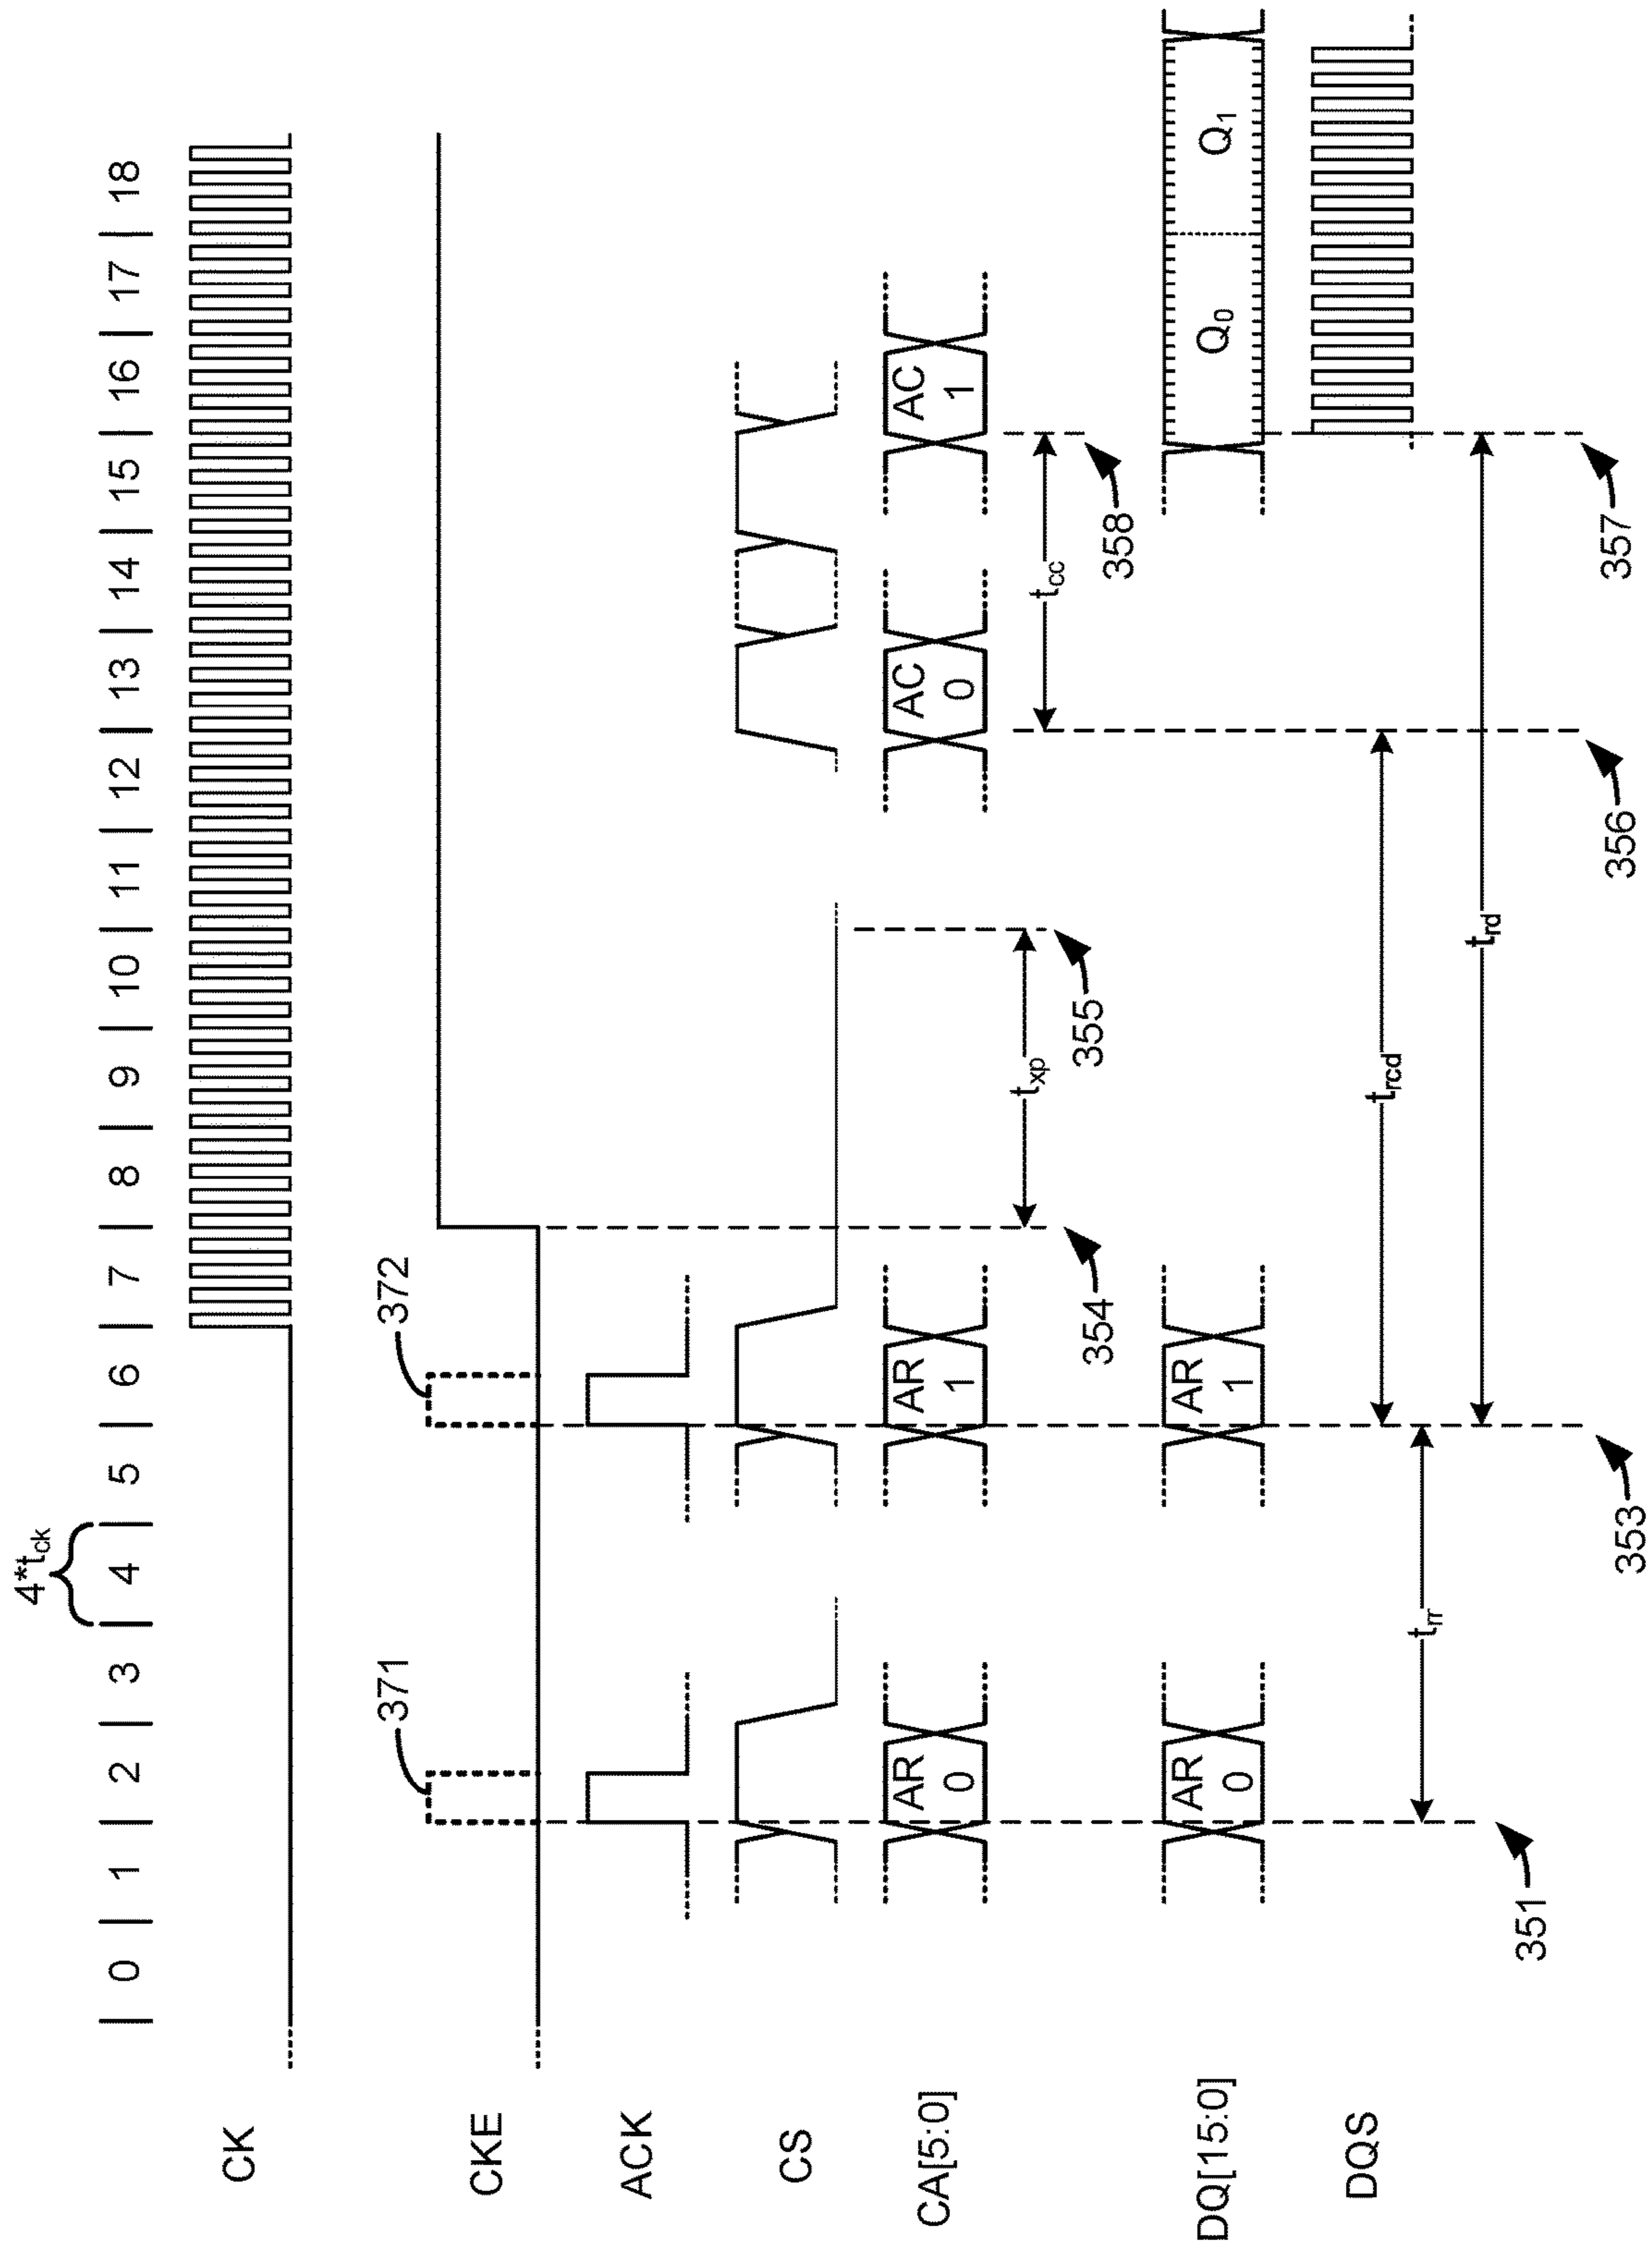 4*tck
0 1 2 3 4 5 6 7 8 9 10 11 12 13 14 15 16 17 18
CK
371
372
CKE
ACK
CS
AC
0
AC
1
CA[5:0]
AR
0
AR
1
txp
tcc
354
355
358
DQ[15:0]
AR
0
AR
1
Q0
Q1
DQS
trcd
trr
trd
351
353
356
357